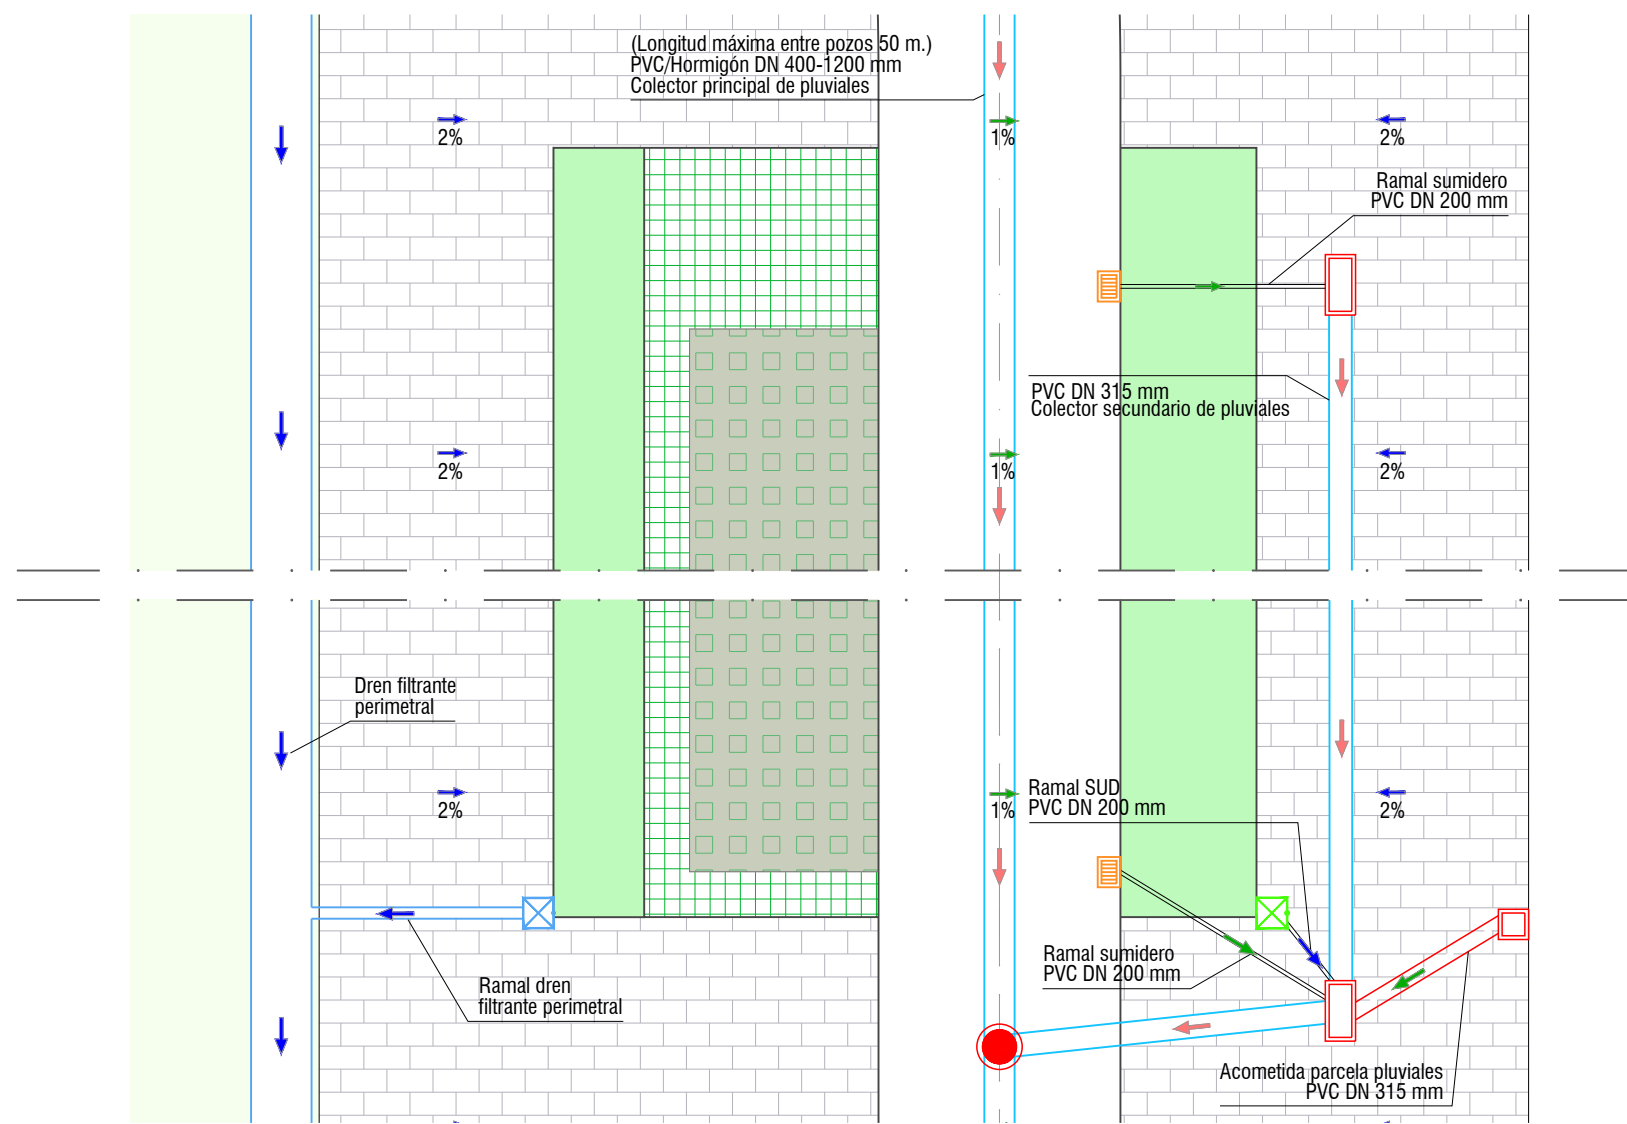 (Longitud máxima entre pozos 50 m.)
PVC/Hormigón DN 400-1200 mm
Colector principal de pluviales
2%
1%
2%
Ramal sumidero
PVC DN 200 mm
PVC DN 315 mm
Colector secundario de pluviales
2%
1%
2%
Dren filtrante
perimetral
2%
1%
Ramal SUD
PVC DN 200 mm
2%
Ramal sumidero
PVC DN 200 mm
Ramal dren
filtrante perimetral
Acometida parcela pluviales
PVC DN 315 mm